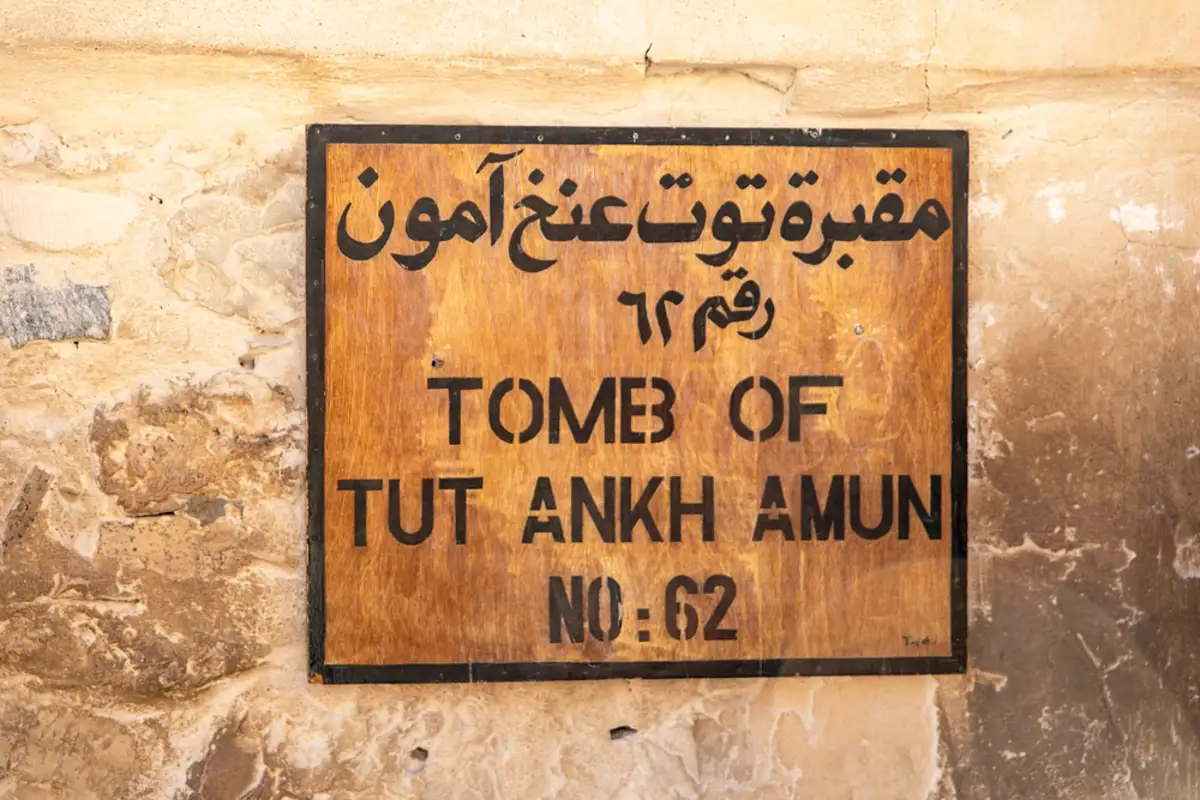 مقبرة توت عنخ آمون
رقم ٦٢
TOMB OF
TUT ANKH AMUN
NO: 62